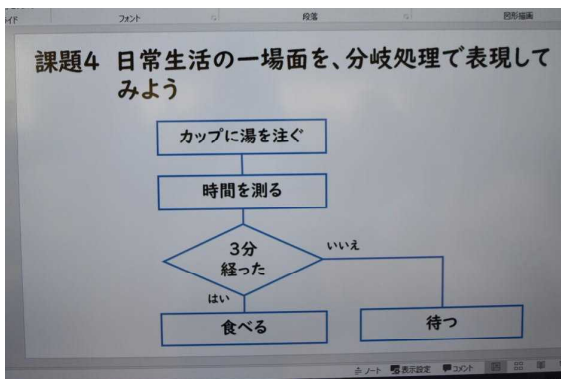 フォント
段落
図形描画
課題4 日常生活の一場面を、分岐処理で表現して
みよう
カップに湯を注ぐ
時間を測る
3分
経った
いいえ
はい
食べる
待つ
ノート 表示設定 コメント